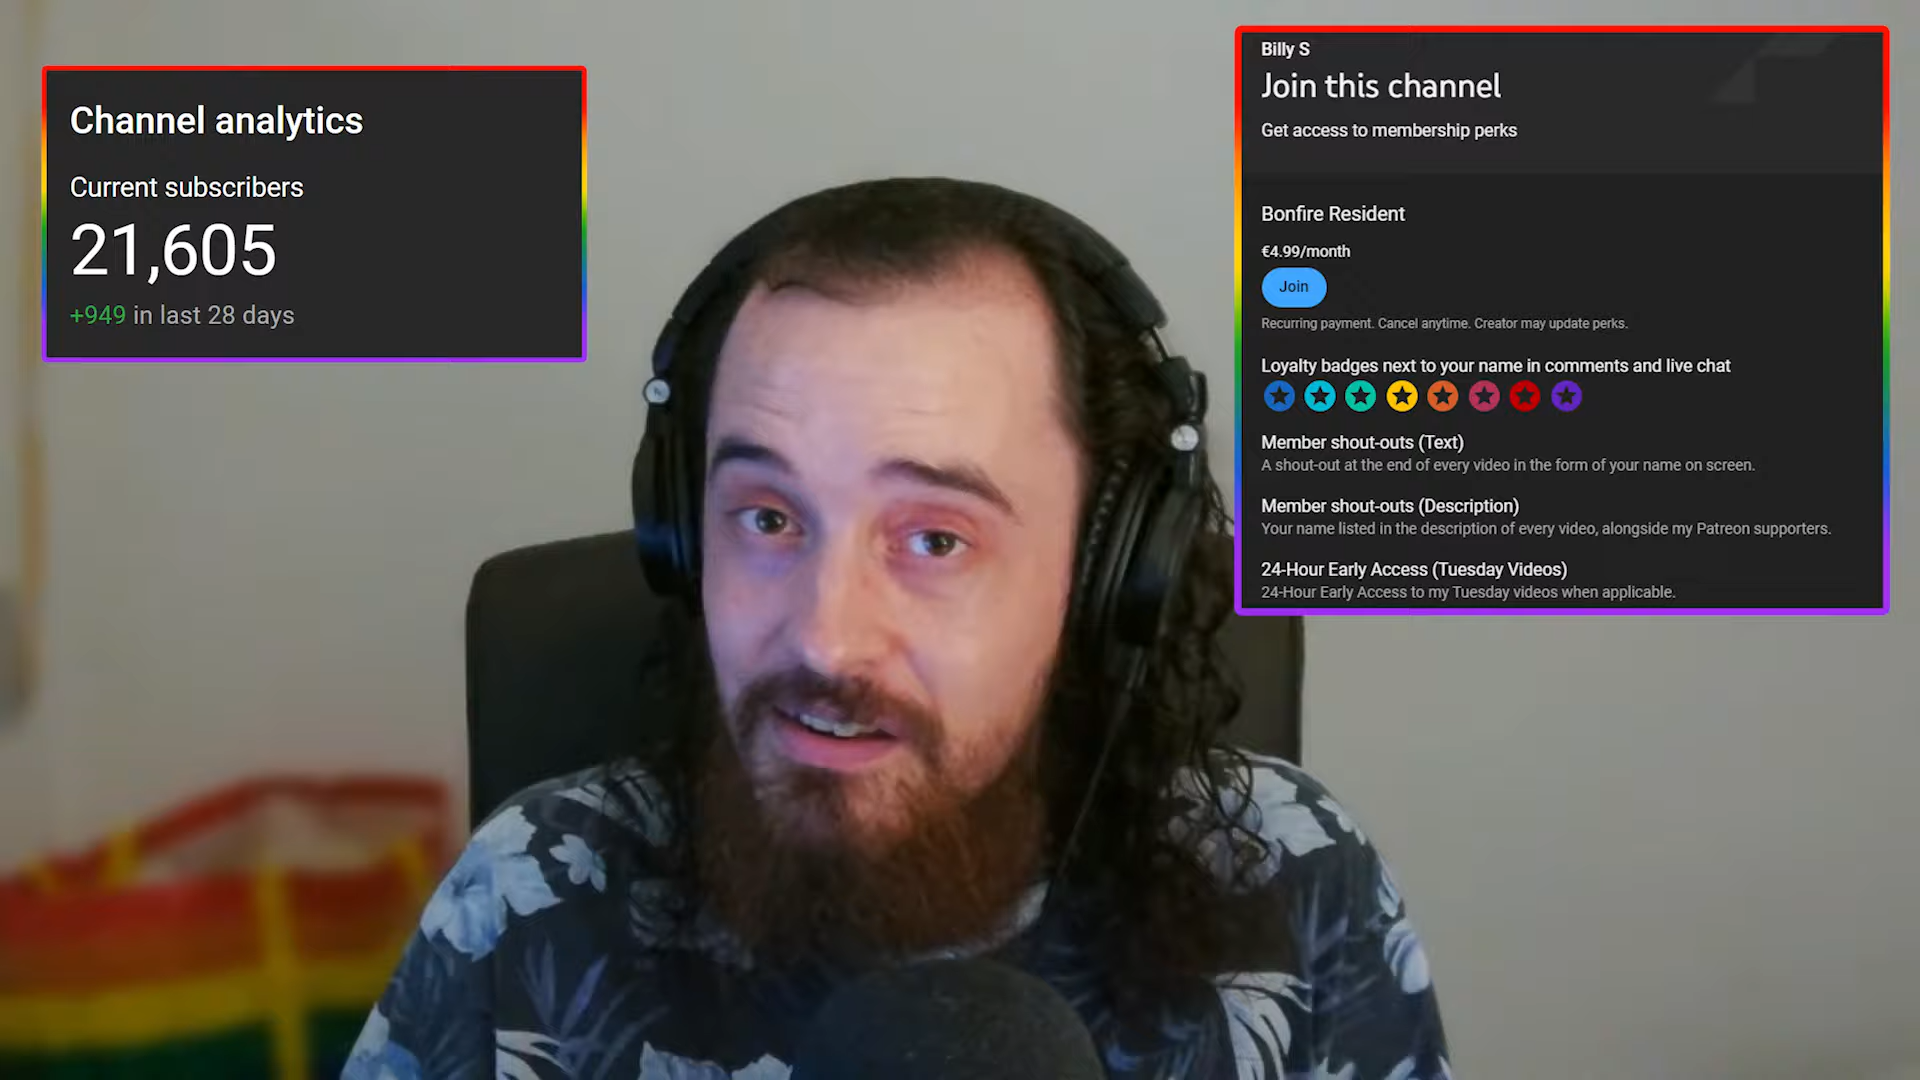 Channel analytics
Current subscribers
21,605
+949 in last 28 days
Billy S
Join this channel
Get access to membership perks
Bonfire Resident
€4.99/month
Join
Recurring payment. Cancel anytime. Creator may update perks.
Loyalty badges next to your name in comments and live chat
Member shout-outs (Text)
A shout-out at the end of every video in the form of your name on screen.
Member shout-outs (Description)
Your name listed in the description of every video, alongside my Patreon supporters.
24-Hour Early Access (Tuesday Videos)
24-Hour Early Access to my Tuesday videos when applicable.